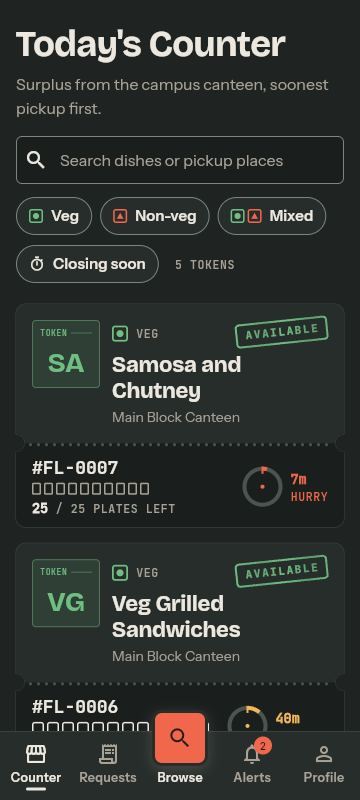 Today's Counter
Surplus from the campus canteen, soonest
pickup first.
Search dishes or pickup places
Veg
Non-veg
Mixed
Closing soon
5 TOKENS
TOKEN
SA
VEG
AVAILABLE
Samosa and
Chutney
Main Block Canteen
#FL-0007
25 / 25 PLATES LEFT
7m
HURRY
TOKEN
VG
VEG
AVAILABLE
Veg Grilled
Sandwiches
Main Block Canteen
#FL-0006
40m
2
Counter
Requests
Browse
Alerts
Profile